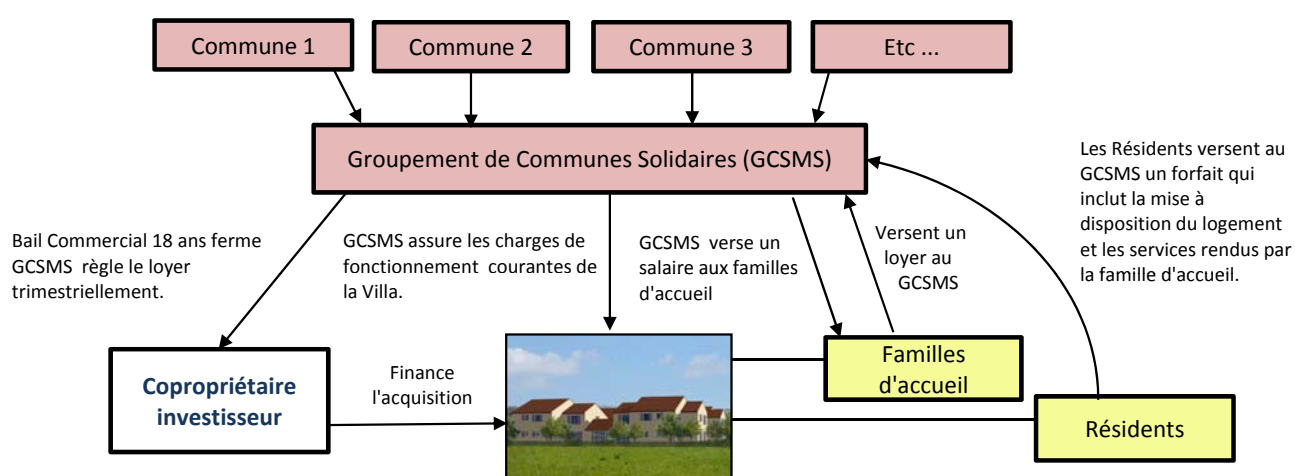 Commune 1
Commune 2
Commune 3
Etc ...
Groupement de Communes Solidaires (GCSMS)
Bail Commercial 18 ans ferme
GCSMS règle le loyer
trimestriellement.
GCSMS assure les charges de
fonctionnement courantes de
la Villa.
GCSMS verse un
salaire aux familles
d'accueil
Versent un
loyer au
GCSMS
Les Résidents versent au
GCSMS un forfait qui
inclut la mise à
disposition du logement
et les services rendus par
la famille d'accueil.
Copropriétaire
investisseur
Finance
l'acquisition
Familles
d'accueil
Résidents